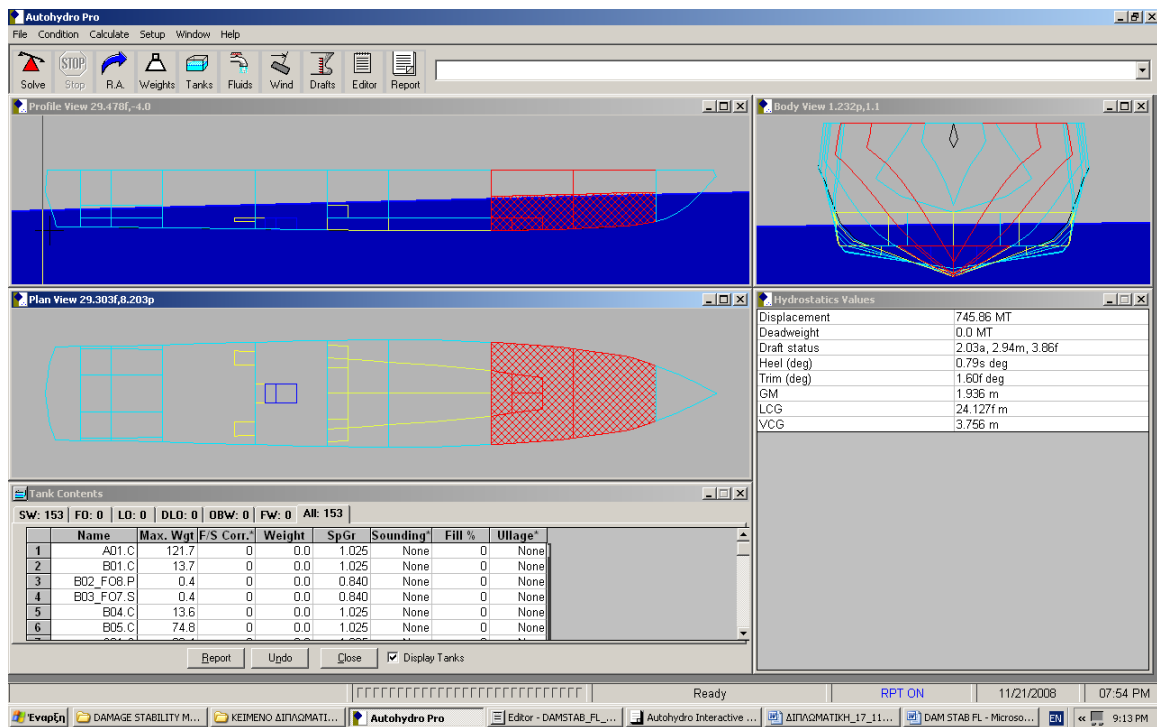 Autohydro Pro
File Condition Calculate Setup Window Help
Solve Stop R.A. Weights Tanks Fluids Wind Drafts Editor Report
Profile View 29.478f,-4.0
Body View 1.232p,1.1
Plan View 29.303f,8.203p
Hydrostatics Values
Displacement 745.86 MT
Deadweight 0.0 MT
Draft status 2.03a, 2.94m, 3.86f
Heel (deg) 0.79s deg
Trim (deg) 1.60f deg
GM 1.936 m
LCG 24.127f m
VCG 3.756 m
Tank Contents
SW: 153 FO: 0 LO: 0 DLO: 0 OBW: 0 FW: 0 All: 153
Name Max. Wgt F/S Corr.* Weight SpGr Sounding* Fill % Ullage*
1 A01.C 121.7 0 0.0 1.025 None 0 None
2 B01.C 13.7 0 0.0 1.025 None 0 None
3 B02_FO8.P 0.4 0 0.0 0.840 None 0 None
4 B03_FO7.S 0.4 0 0.0 0.840 None 0 None
5 B04.C 13.6 0 0.0 1.025 None 0 None
6 B05.C 74.8 0 0.0 1.025 None 0 None
Report Undo Close Display Tanks
Ready RPT ON 11/21/2008 07:54 PM
Έναρξη DAMAGE STABILITY M... ΚΕΙΜΕΝΟ ΔΙΠΛΩΜΑΤΙ... Autohydro Pro Editor - DAMSTAB_FL_... Autohydro Interactive ... ΔΙΠΛΩΜΑΤΙΚΗ_17_11... DAM STAB FL - Microso... EN « 9:13 PM